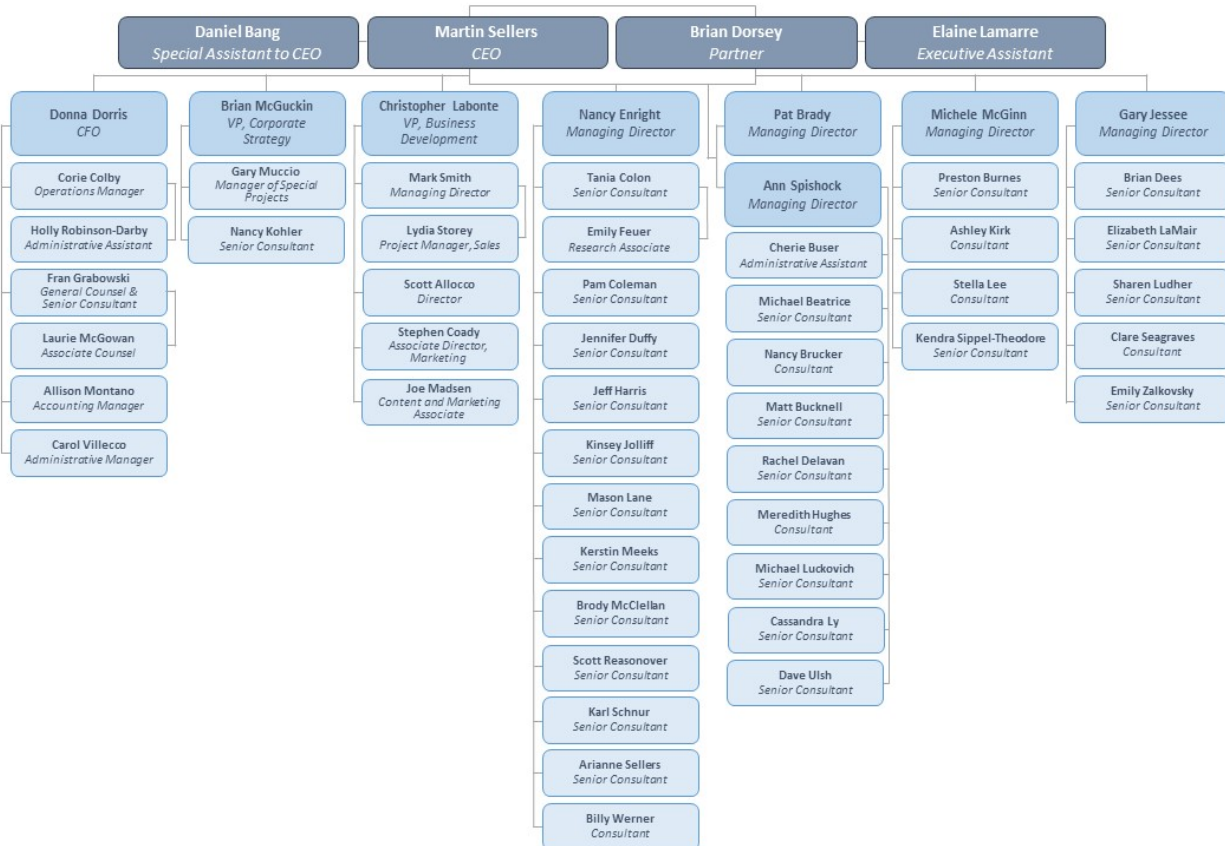 Daniel Bang
Special Assistant to CEO
Martin Sellers
CEO
Brian Dorsey
Partner
Elaine Lamarre
Executive Assistant
Donna Dorris
CFO
Corie Colby
Operations Manager
Holly Robinson-Darby
Administrative Assistant
Fran Grabowski
General Counsel &
Senior Consultant
Laurie McGowan
Associate Counsel
Allison Montano
Accounting Manager
Carol Villecco
Administrative Manager
Brian McGuckin
VP, Corporate
Strategy
Gary Muccio
Manager of Special
Projects
Nancy Kohler
Senior Consultant
Christopher Labonte
VP, Business
Development
Mark Smith
Managing Director
Lydia Storey
Project Manager, Sales
Scott Allocco
Director
Stephen Coady
Associate Director,
Marketing
Joe Madsen
Content and Marketing
Associate
Nancy Enright
Managing Director
Tania Colon
Senior Consultant
Emily Feuer
Research Associate
Pam Coleman
Senior Consultant
Jennifer Duffy
Senior Consultant
Jeff Harris
Senior Consultant
Kinsey Jolliff
Senior Consultant
Mason Lane
Senior Consultant
Kerstin Meeks
Senior Consultant
Brody McClellan
Senior Consultant
Scott Reasonover
Senior Consultant
Karl Schnur
Senior Consultant
Arianne Sellers
Senior Consultant
Billy Werner
Consultant
Pat Brady
Managing Director
Ann Spishock
Managing Director
Cherie Buser
Administrative Assistant
Michael Beatrice
Senior Consultant
Nancy Brucker
Consultant
Matt Bucknell
Senior Consultant
Rachel Delavan
Senior Consultant
Meredith Hughes
Consultant
Michael Luckovich
Senior Consultant
Cassandra Ly
Senior Consultant
Dave Ulsh
Senior Consultant
Michele McGinn
Managing Director
Preston Burnes
Senior Consultant
Ashley Kirk
Consultant
Stella Lee
Consultant
Kendra Sippel-Theodore
Senior Consultant
Gary Jessee
Managing Director
Brian Dees
Senior Consultant
Elizabeth LaMair
Senior Consultant
Sharen Ludher
Senior Consultant
Clare Seagraves
Consultant
Emily Zalkovsky
Senior Consultant